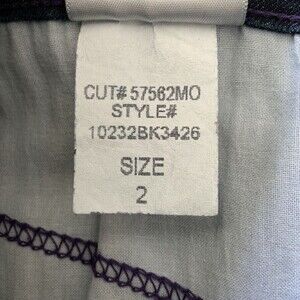 CUT# 57562MO
STYLE#
10232BK3426
SIZE
2